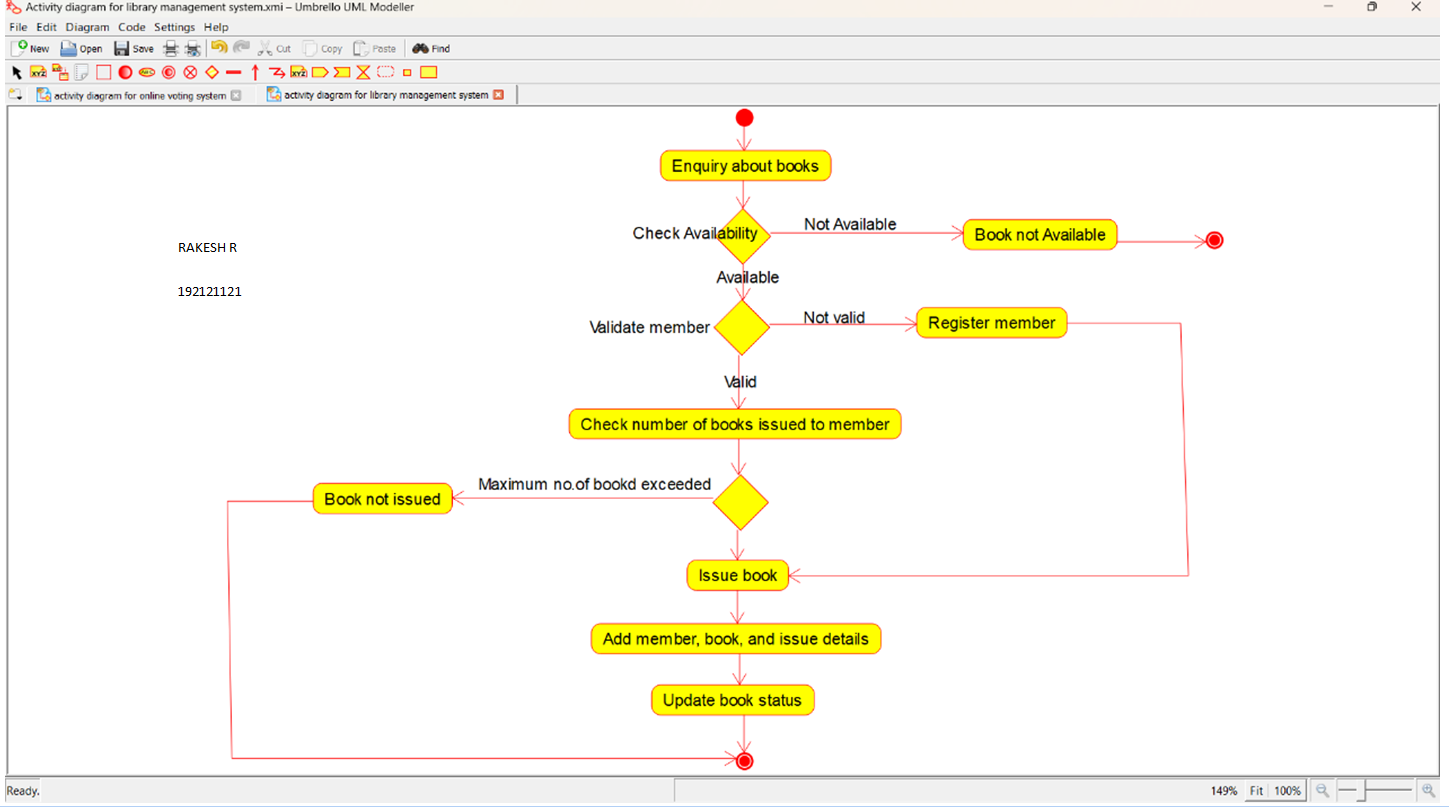 Activity diagram for library management system.xmi – Umbrello UML Modeller
File Edit Diagram Code Settings Help
New Open Save Cut Copy Paste Find
XYZ XYZ
activity diagram for online voting system activity diagram for library management system
Enquiry about books
Check Availability
Not Available
Book not Available
RAKESH R
Available
192121121
Validate member
Not valid
Register member
Valid
Check number of books issued to member
Maximum no.of bookd exceeded
Book not issued
Issue book
Add member, book, and issue details
Update book status
Ready.
149% Fit 100%